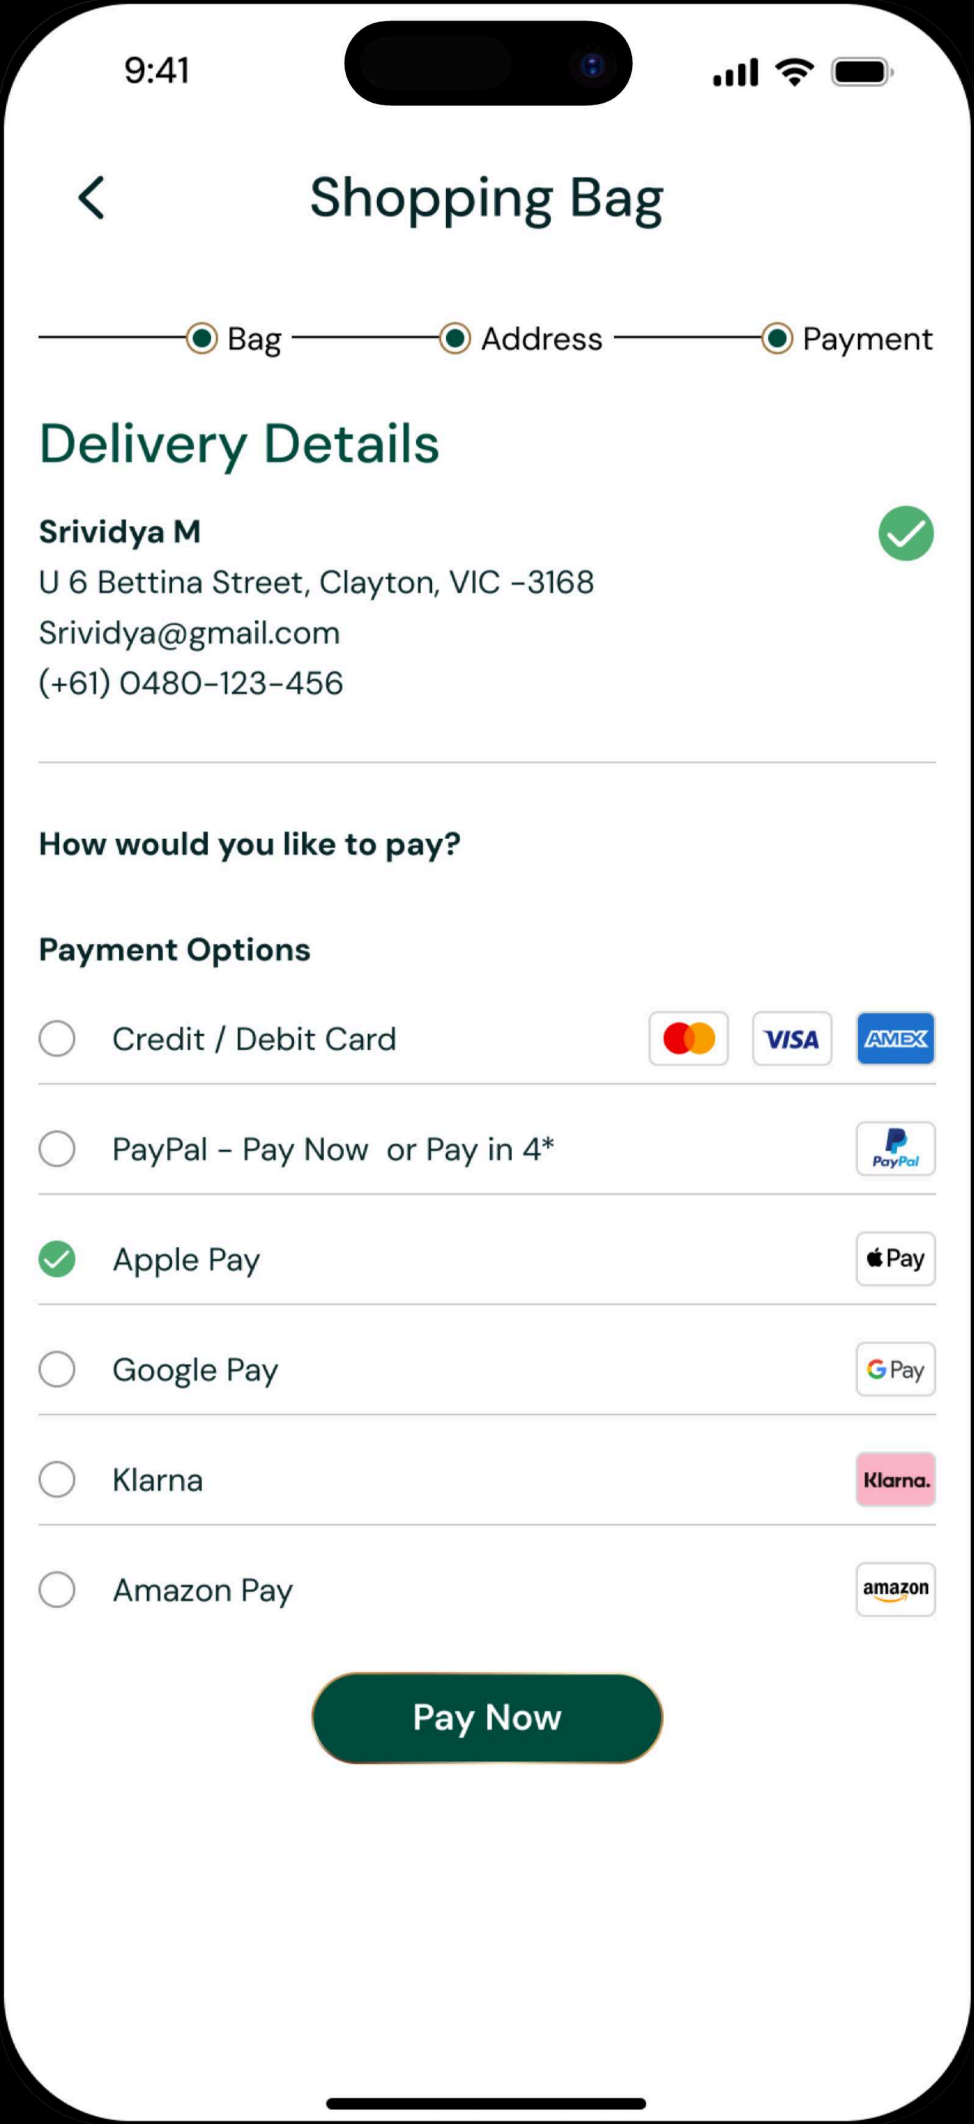 9:41
Shopping Bag
Bag Address Payment
Delivery Details
Srividya M
U 6 Bettina Street, Clayton, VIC -3168
Srividya@gmail.com
(+61) 0480-123-456
How would you like to pay?
Payment Options
Credit / Debit Card VISA AMEX
PayPal - Pay Now or Pay in 4* PayPal
Apple Pay Pay
Google Pay G Pay
Klarna Klarna.
Amazon Pay amazon
Pay Now